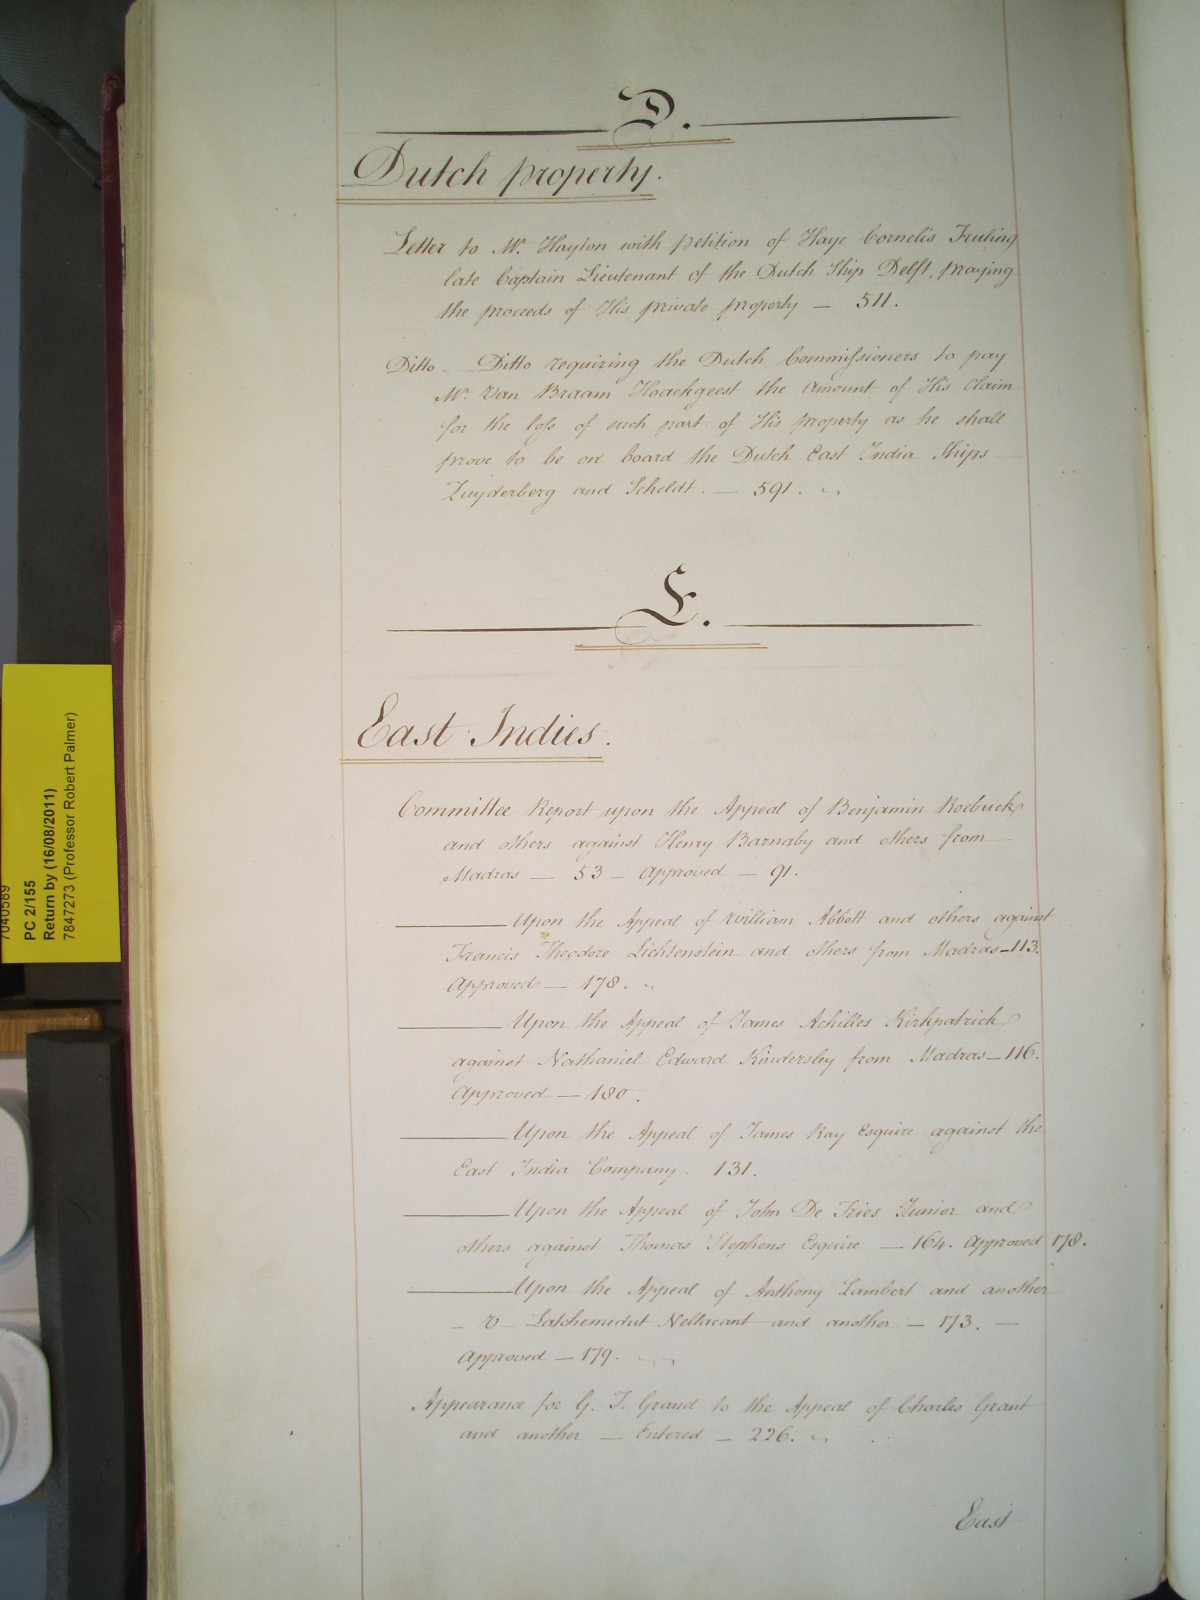 D.
Dutch property.
Letter to Mr. Hayton with petition of Haye Cornelis Truling
late Captain Lieutenant of the Dutch Ship Delft, praying
the proceeds of His private property — 511.
Ditto. Ditto requiring the Dutch Commissioners to pay
Mr. Van Braam Hoachgeest the amount of His Claim
for the loss of such part of His property as he shall
prove to be on board the Dutch East India Ships
Zuyderberg and Scheldt. — 591.
E.
East Indies.
Committee Report upon the Appeal of Benjamin Roebuck
and others against Henry Barnaby and others from
Madras — 53 — Approved — 91.
——— Upon the Appeal of William Abbott and others against
Francis Theodore Lichtenstein and others from Madras — 113.
Approved — 178.
——— Upon the Appeal of James Achilles Kirkpatrick
against Nathaniel Edward Kindersley from Madras — 116.
Approved — 180.
——— Upon the Appeal of James Ray Esquire against the
East India Company. 131.
——— Upon the Appeal of John De Fries Junior and
others against Thomas Stephens Esquire — 164. Approved 178.
——— Upon the Appeal of Anthony Lambert and another
– v – Latchemedut Nellacant and another — 173. —
Approved — 179.
Appearance for G. F. Grand to the Appeal of Charles Grant
and another — Entered — 226.
East
7040589
PC 2/155
Return by (16/08/2011)
7847273 (Professor Robert Palmer)